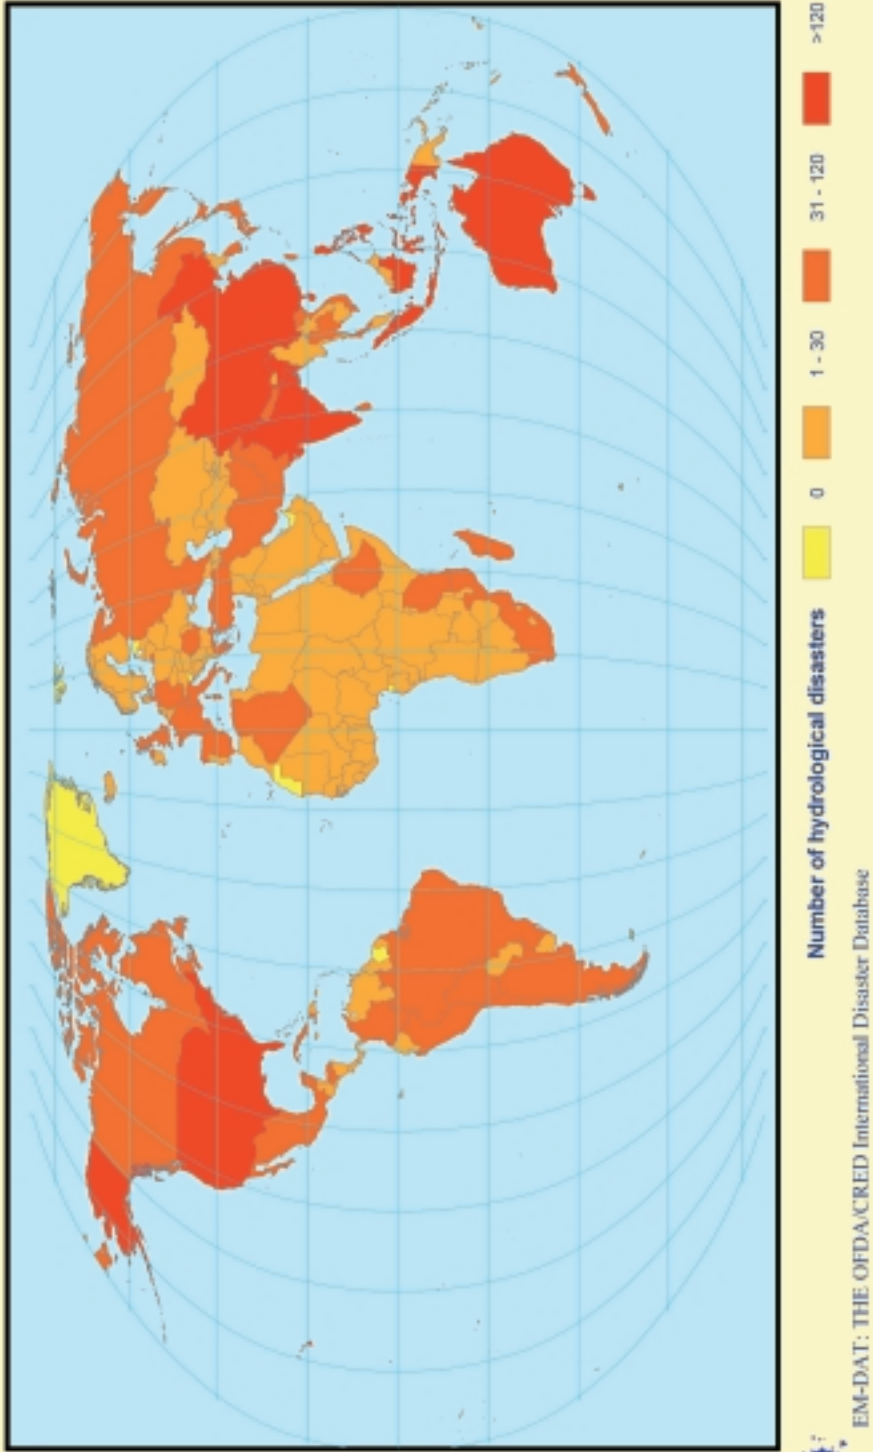 Number of hydrological disasters 0 1 - 30 31 - 120 >120
EM-DAT: THE OFDA/CRED International Disaster Database